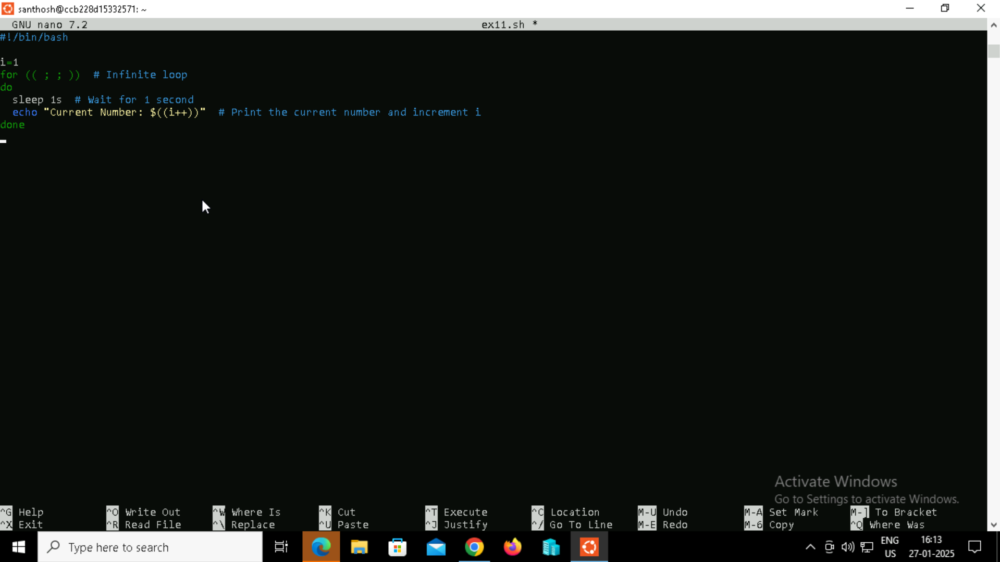 santhosh@ccb228d15332571: ~
GNU nano 7.2 ex11.sh *
#!/bin/bash
i=1
for (( ; ; ))  # Infinite loop
do
  sleep 1s  # Wait for 1 second
  echo "Current Number: $((i++))"  # Print the current number and increment i
done
Activate Windows
Go to Settings to activate Windows.
^G Help ^O Write Out ^W Where Is ^K Cut ^T Execute ^C Location M-U Undo M-A Set Mark M-] To Bracket
^X Exit ^R Read File ^\ Replace ^U Paste ^J Justify ^/ Go To Line M-E Redo M-6 Copy ^Q Where Was
Type here to search
ENG
US
16:13
27-01-2025